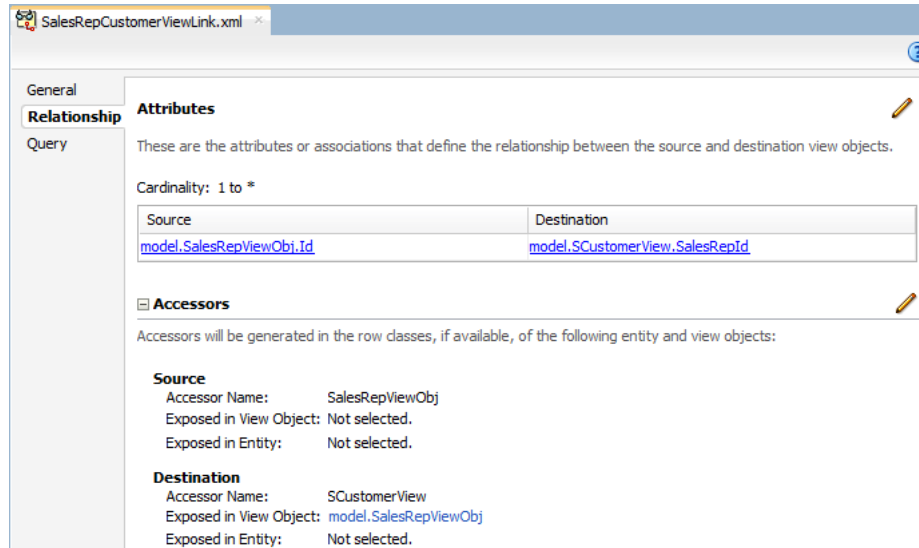 SalesRepCustomerViewLink.xml
General
Relationship
Query
Attributes
These are the attributes or associations that define the relationship between the source and destination view objects.
Cardinality: 1 to *
Source Destination
model.SalesRepViewObj.Id model.SCustomerView.SalesRepId
Accessors
Accessors will be generated in the row classes, if available, of the following entity and view objects:
Source
Accessor Name: SalesRepViewObj
Exposed in View Object: Not selected.
Exposed in Entity: Not selected.
Destination
Accessor Name: SCustomerView
Exposed in View Object: model.SalesRepViewObj
Exposed in Entity: Not selected.